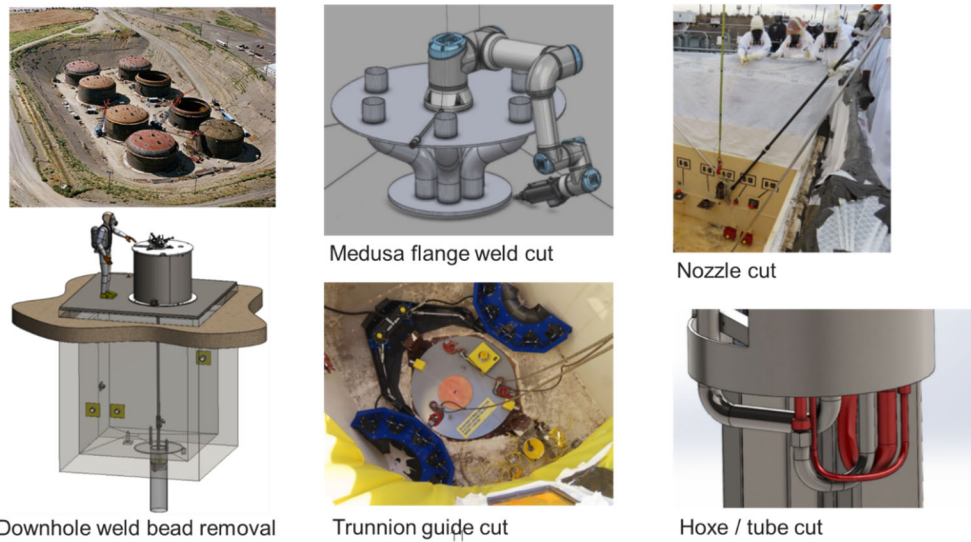 Medusa flange weld cut
Nozzle cut
Downhole weld bead removal
Trunnion guide cut
Hoxe / tube cut